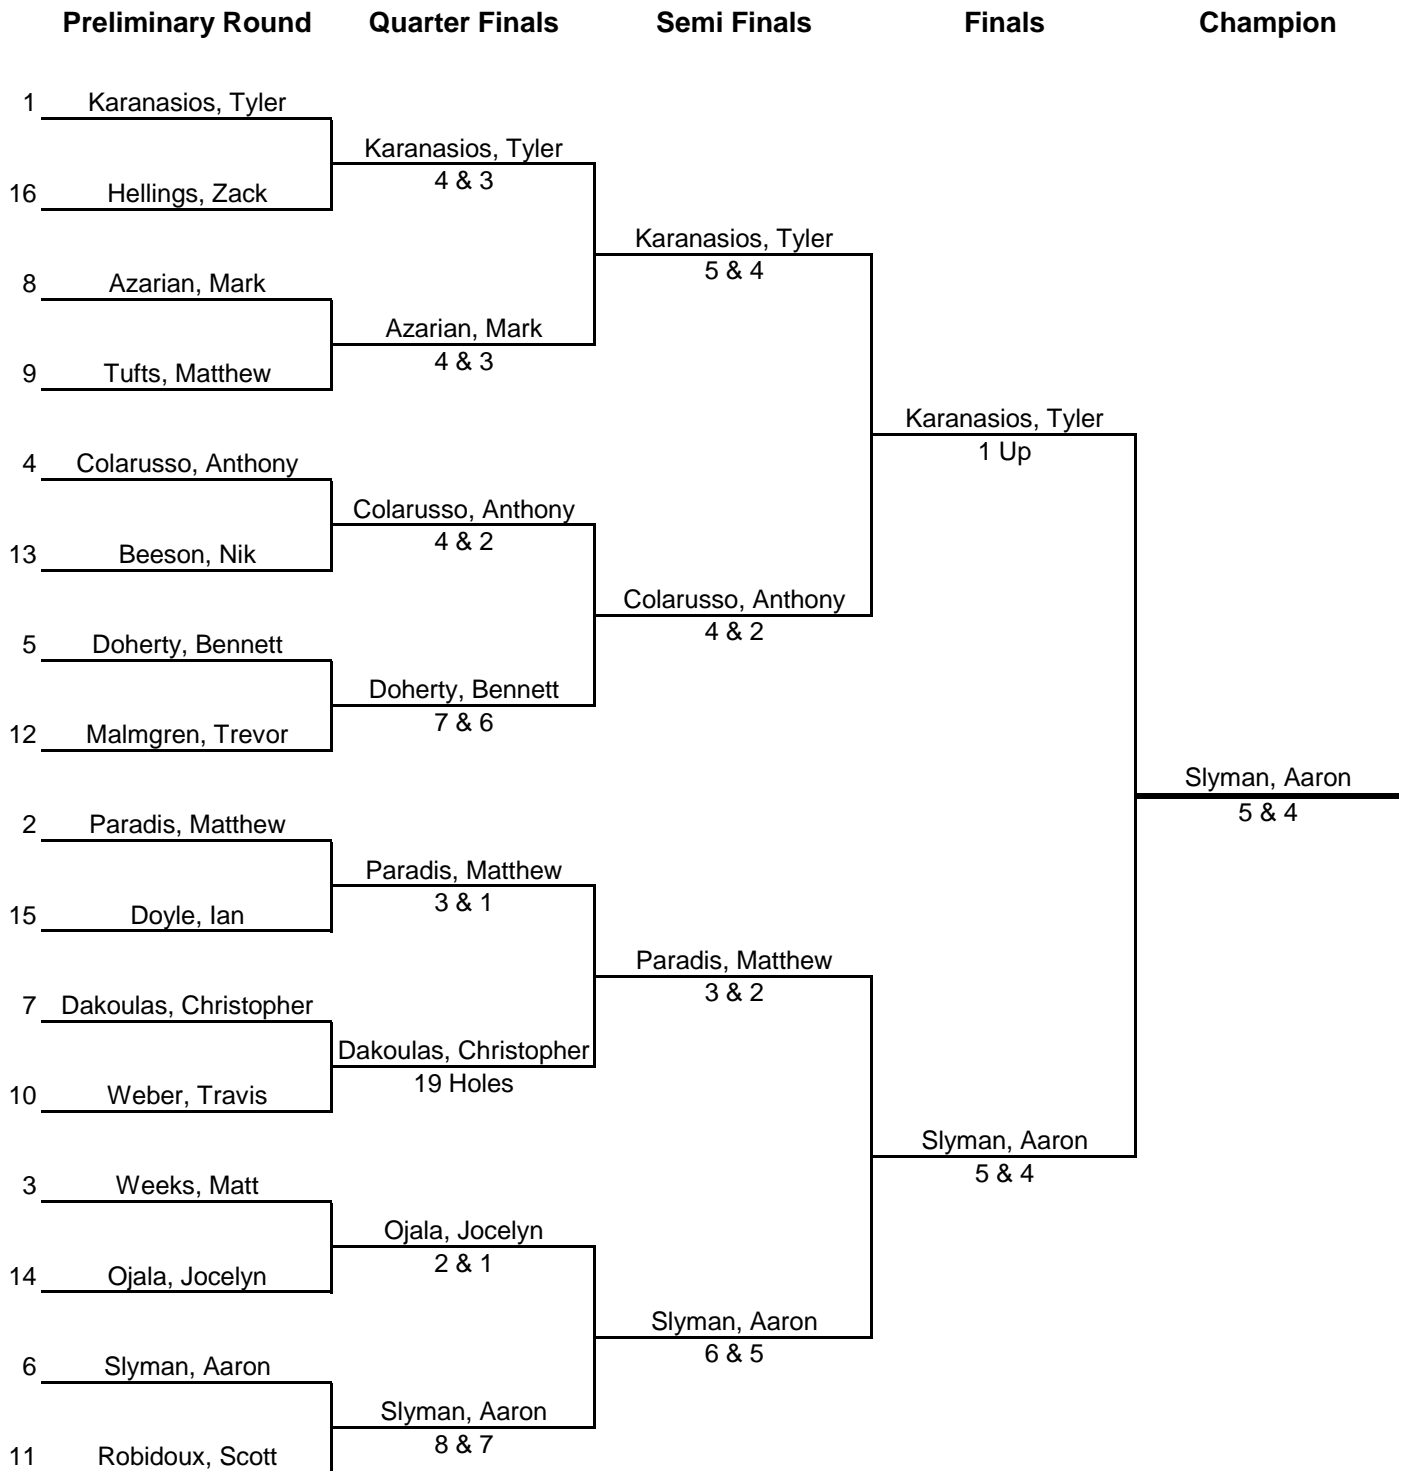 Preliminary Round Quarter Finals Semi Finals Finals Champion
1 Karanasios, Tyler
Karanasios, Tyler
4 & 3
16 Hellings, Zack
Karanasios, Tyler
5 & 4
8 Azarian, Mark
Azarian, Mark
4 & 3
9 Tufts, Matthew
Karanasios, Tyler
1 Up
4 Colarusso, Anthony
Colarusso, Anthony
4 & 2
13 Beeson, Nik
Colarusso, Anthony
4 & 2
5 Doherty, Bennett
Doherty, Bennett
7 & 6
12 Malmgren, Trevor
Slyman, Aaron
5 & 4
2 Paradis, Matthew
Paradis, Matthew
3 & 1
15 Doyle, Ian
Paradis, Matthew
3 & 2
7 Dakoulas, Christopher
Dakoulas, Christopher
19 Holes
10 Weber, Travis
Slyman, Aaron
5 & 4
3 Weeks, Matt
Ojala, Jocelyn
2 & 1
14 Ojala, Jocelyn
Slyman, Aaron
6 & 5
6 Slyman, Aaron
Slyman, Aaron
8 & 7
11 Robidoux, Scott